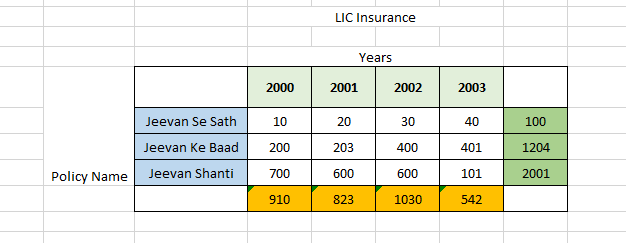 LIC Insurance
Years
2000 2001 2002 2003
Jeevan Se Sath 10 20 30 40 100
Jeevan Ke Baad 200 203 400 401 1204
Policy Name Jeevan Shanti 700 600 600 101 2001
910 823 1030 542